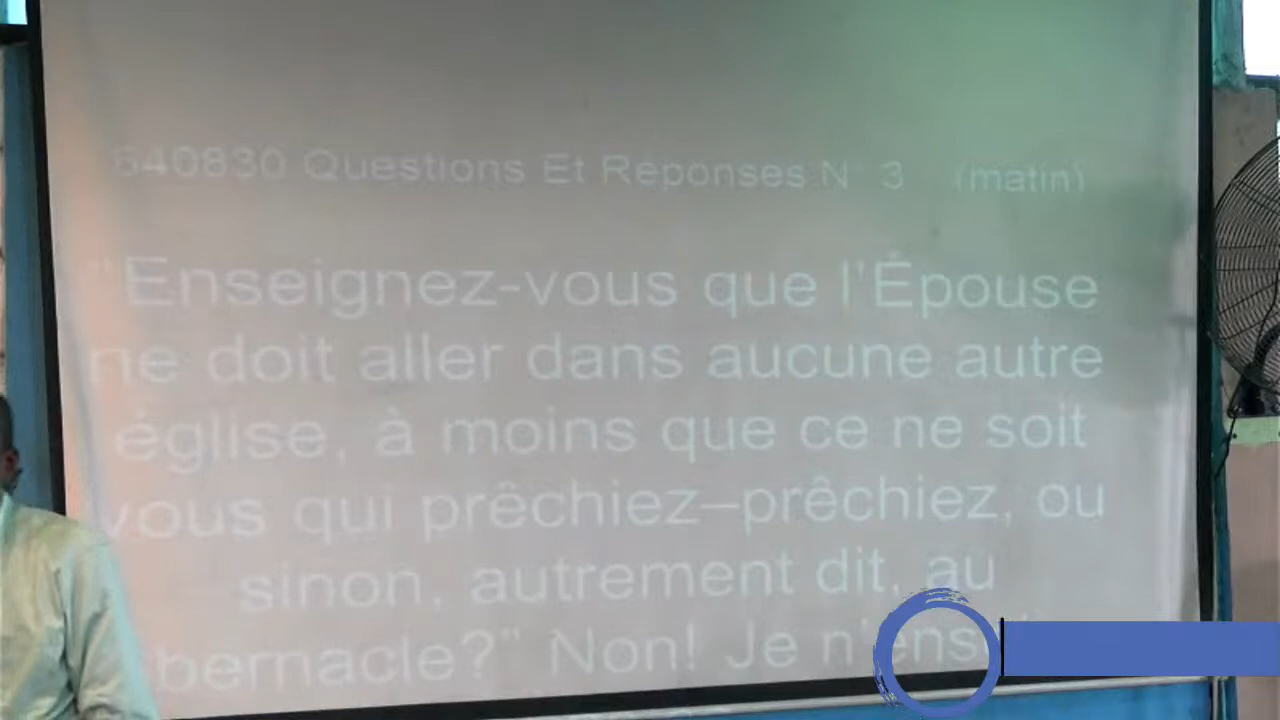 640830 Questions Et Reponses N° 3 (matin)
"Enseignez-vous que l'Épouse
ne doit aller dans aucune autre
église, à moins que ce ne soit
vous qui prêchiez–prêchiez, ou
sinon, autrement dit, au
bernacle?" Non! Je n'ens